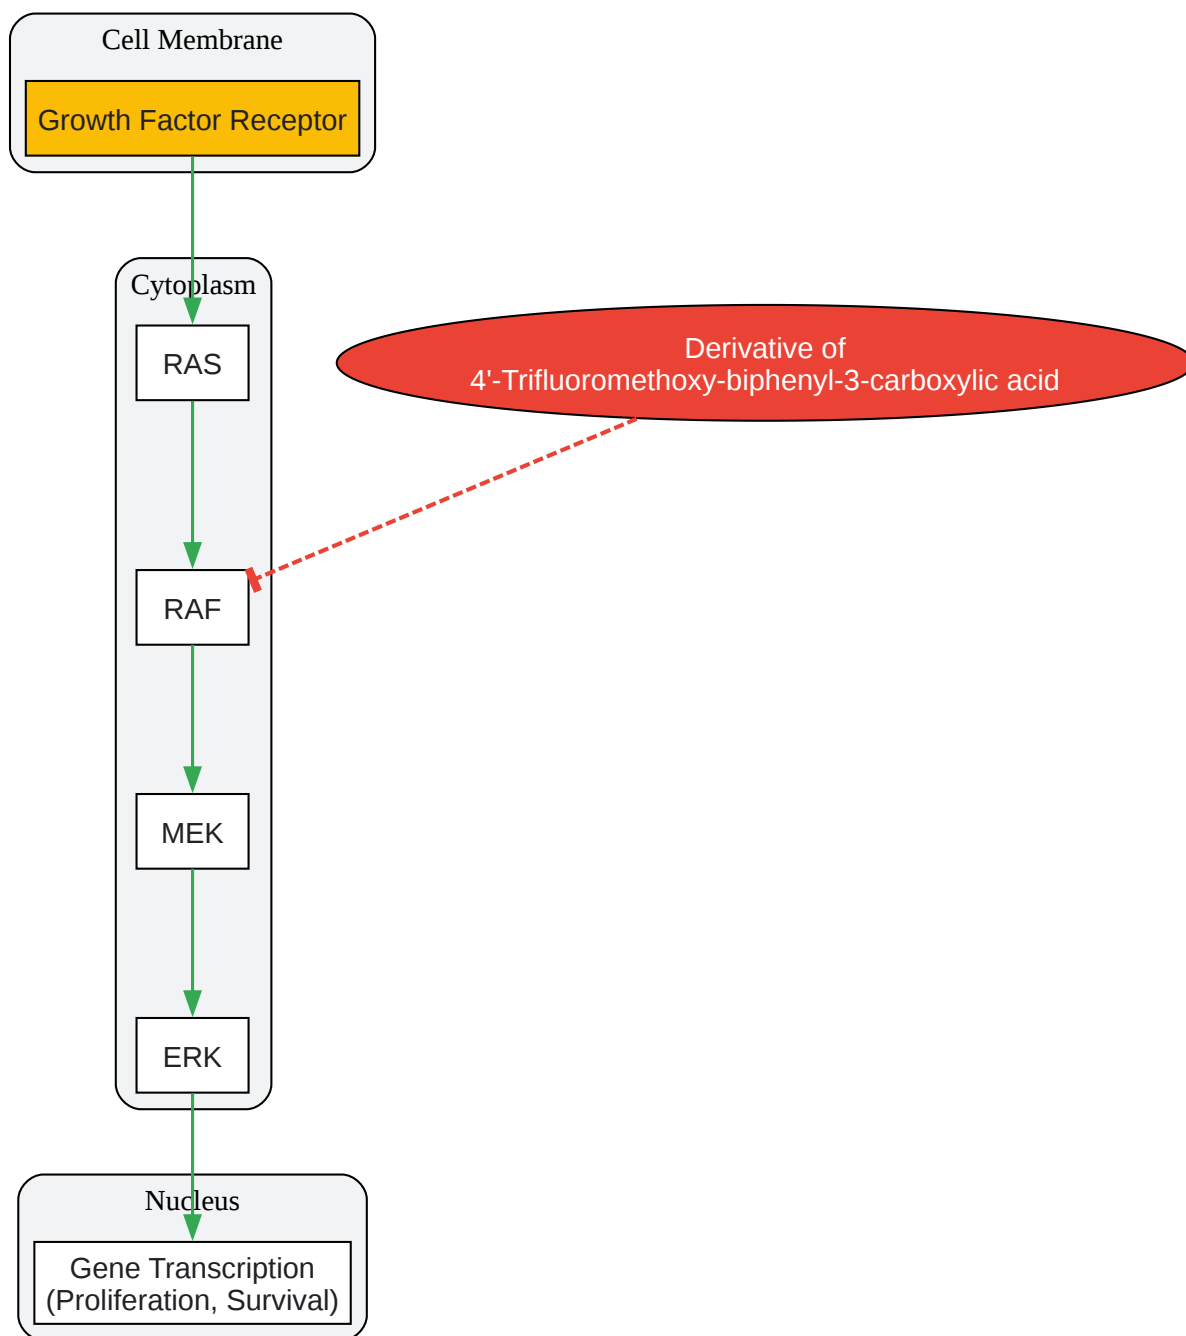 Cell Membrane
Growth Factor Receptor
Cytoplasm
RAS
Derivative of
4'-Trifluoromethoxy-biphenyl-3-carboxylic acid
RAF
MEK
ERK
Nucleus
Gene Transcription
(Proliferation, Survival)